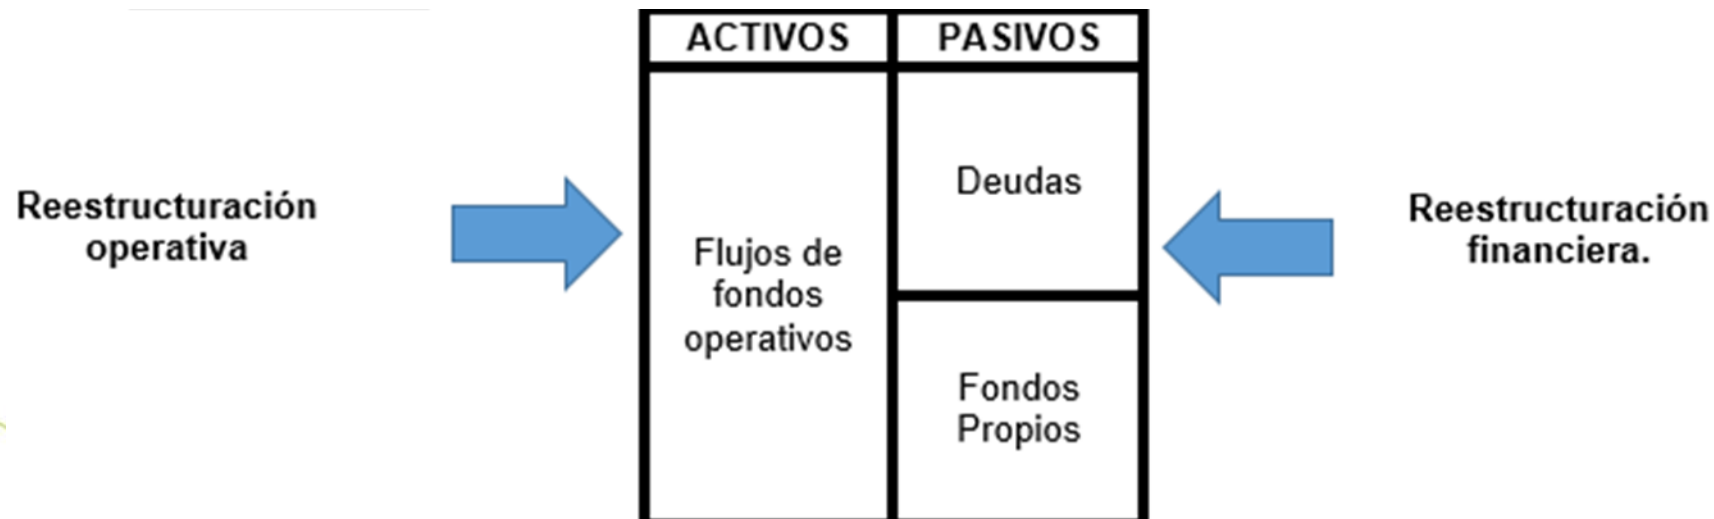 ACTIVOS
PASIVOS
Reestructuración
operativa
Flujos de
fondos
operativos
Deudas
Fondos
Propios
Reestructuración
financiera.